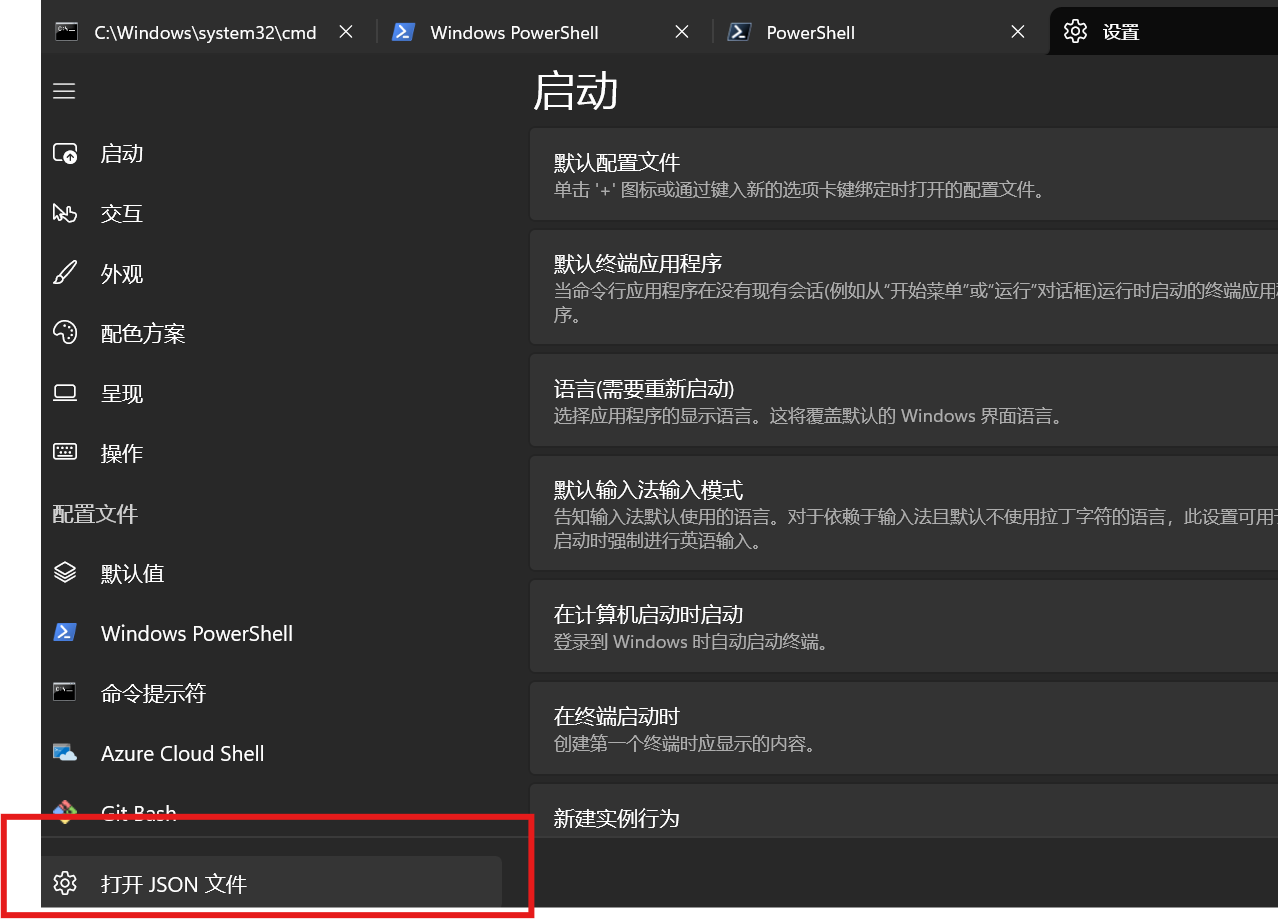 C:\Windows\system32\cmd
Windows PowerShell
PowerShell
设置
启动
交互
外观
配色方案
呈现
操作
配置文件
默认值
Windows PowerShell
命令提示符
Azure Cloud Shell
Git Bash
打开 JSON 文件
启动
默认配置文件
单击 '+' 图标或通过键入新的选项卡键绑定时打开的配置文件。
默认终端应用程序
当命令行应用程序在没有现有会话(例如从“开始菜单”或“运行”对话框)运行时启动的终端应用程
序。
语言(需要重新启动)
选择应用程序的显示语言。这将覆盖默认的 Windows 界面语言。
默认输入法输入模式
告知输入法默认使用的语言。对于依赖于输入法且默认不使用拉丁字符的语言，此设置可用于
启动时强制进行英语输入。
在计算机启动时启动
登录到 Windows 时自动启动终端。
在终端启动时
创建第一个终端时应显示的内容。
新建实例行为